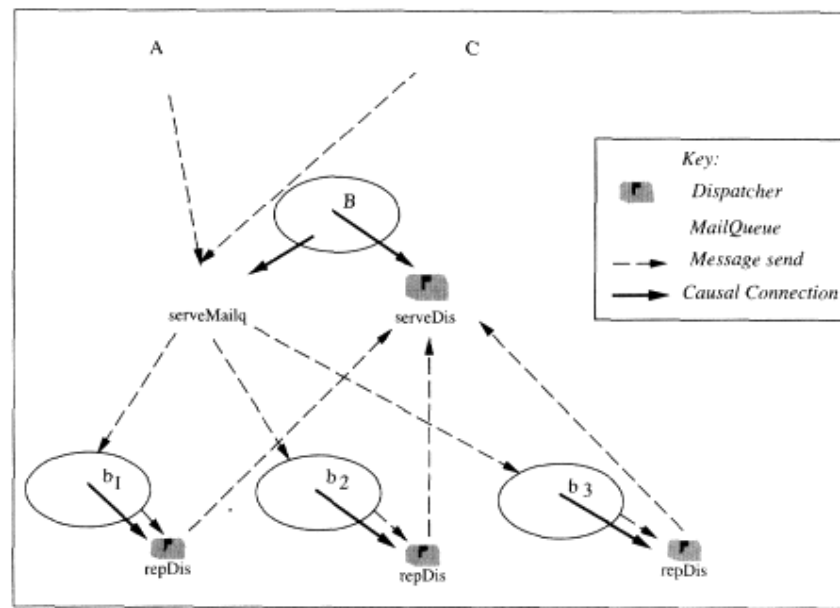 A
C
B
Key:
Dispatcher
MailQueue
Message send
Causal Connection
serveMailq
serveDis
b1
b2
b3
repDis
repDis
repDis